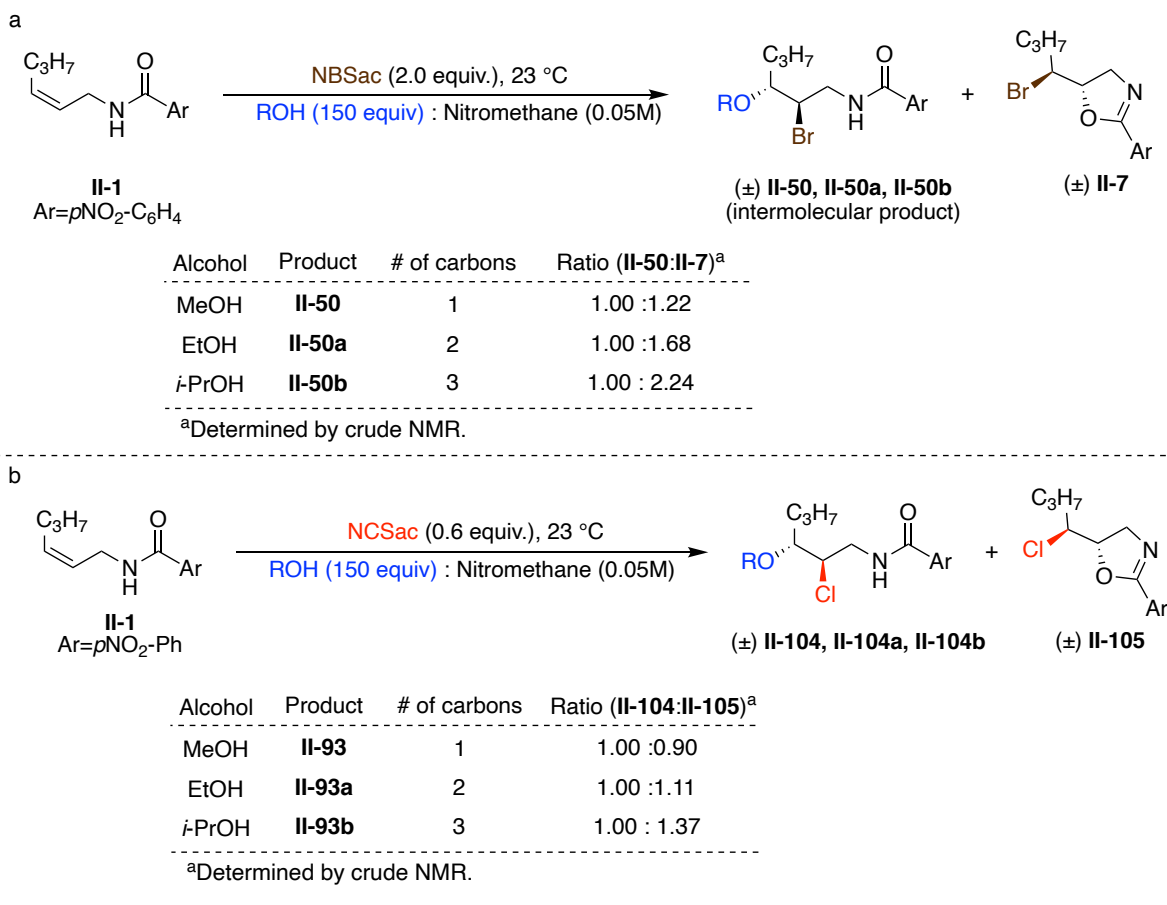 a
C3H7
O
N
H
Ar
II-1
Ar=pNO2-C6H4
NBSac (2.0 equiv.), 23 °C
ROH (150 equiv) : Nitromethane (0.05M)
C3H7
O
RO
N
H
Ar
Br
(±) II-50, II-50a, II-50b
(intermolecular product)
+
C3H7
Br
N
O
Ar
(±) II-7
Alcohol Product # of carbons Ratio (II-50:II-7)a
MeOH II-50 1 1.00 :1.22
EtOH II-50a 2 1.00 :1.68
i-PrOH II-50b 3 1.00 : 2.24
aDetermined by crude NMR.
b
C3H7
O
N
H
Ar
II-1
Ar=pNO2-Ph
NCSac (0.6 equiv.), 23 °C
ROH (150 equiv) : Nitromethane (0.05M)
C3H7
O
RO
N
H
Ar
Cl
(±) II-104, II-104a, II-104b
+
C3H7
Cl
N
O
Ar
(±) II-105
Alcohol Product # of carbons Ratio (II-104:II-105)a
MeOH II-93 1 1.00 :0.90
EtOH II-93a 2 1.00 :1.11
i-PrOH II-93b 3 1.00 : 1.37
aDetermined by crude NMR.